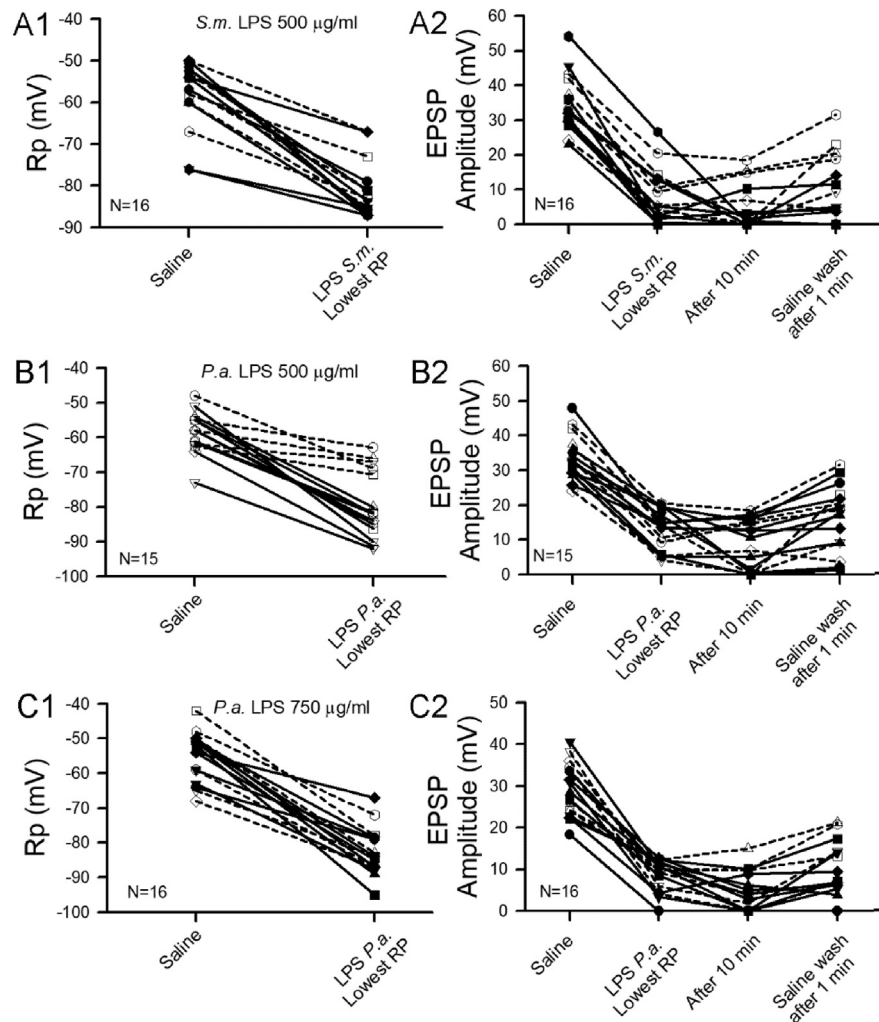 A1
S.m. LPS 500 μg/ml
Rp (mV)
-40
-50
-60
-70
-80
-90
N=16
Saline
LPS S.m.
Lowest RP
A2
EPSP
Amplitude (mV)
60
50
40
30
20
10
0
N=16
Saline
LPS S.m.
Lowest RP
After 10 min
Saline wash
after 1 min
B1
P.a. LPS 500 μg/ml
Rp (mV)
-40
-50
-60
-70
-80
-90
-100
N=15
Saline
LPS P.a.
Lowest RP
B2
EPSP
Amplitude (mV)
60
50
40
30
20
10
0
N=15
Saline
LPS P.a.
Lowest RP
After 10 min
Saline wash
after 1 min
C1
P.a. LPS 750 μg/ml
Rp (mV)
-40
-50
-60
-70
-80
-90
-100
N=16
Saline
LPS P.a.
Lowest RP
C2
EPSP
Amplitude (mV)
50
40
30
20
10
0
N=16
Saline
LPS P.a.
Lowest RP
After 10 min
Saline wash
after 1 min